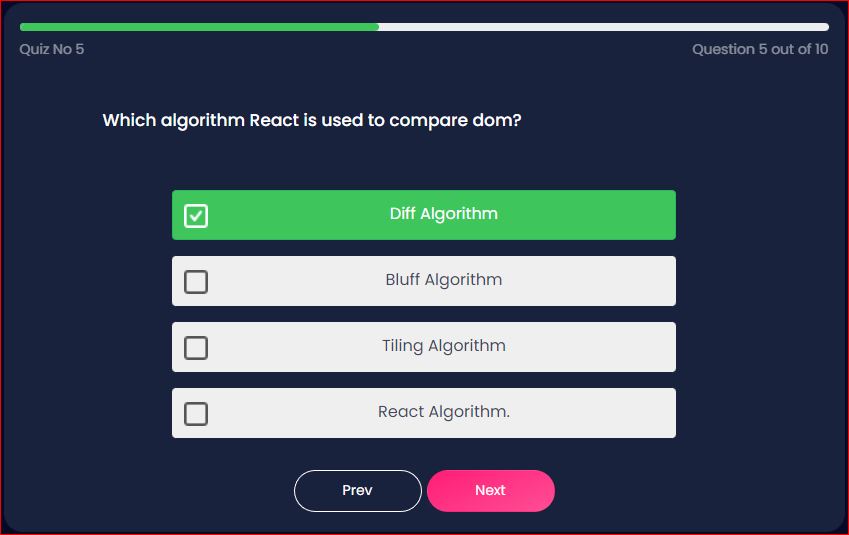 Quiz No 5
Question 5 out of 10
Which algorithm React is used to compare dom?
Diff Algorithm
Bluff Algorithm
Tiling Algorithm
React Algorithm.
Prev
Next